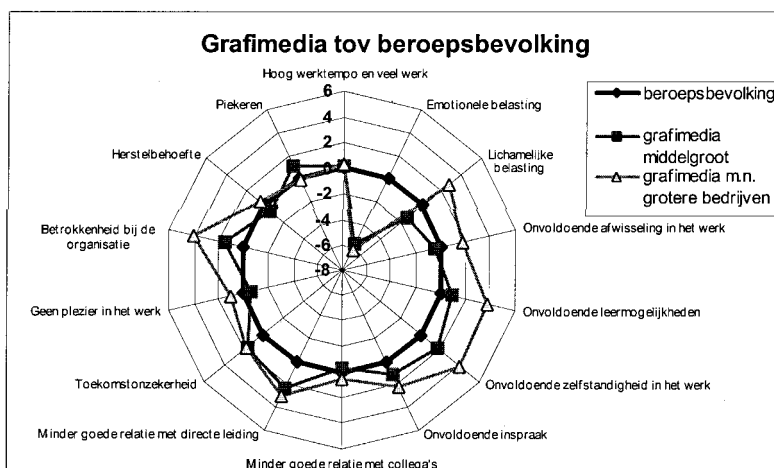 Grafimedia tov beroepsbevolking
Hoog werktempo en veel werk
Piekeren
Emotionele belasting
Herstelbehoefte
Lichamelijke
belasting
Betrokkenheid bij de
organisatie
Onvoldoende afwisseling in het werk
Geen plezier in het werk
Onvoldoende leermogelijkheden
Toekomstonzekerheid
Onvoldoende zelfstandigheid in het werk
Minder goede relatie met directe leiding
Onvoldoende inspraak
Minder goede relatie met collega's
6
4
2
0
-2
-4
-6
-8
beroepsbevolking
grafimedia
middelgroot
grafimedia m.n.
grotere bedrijven